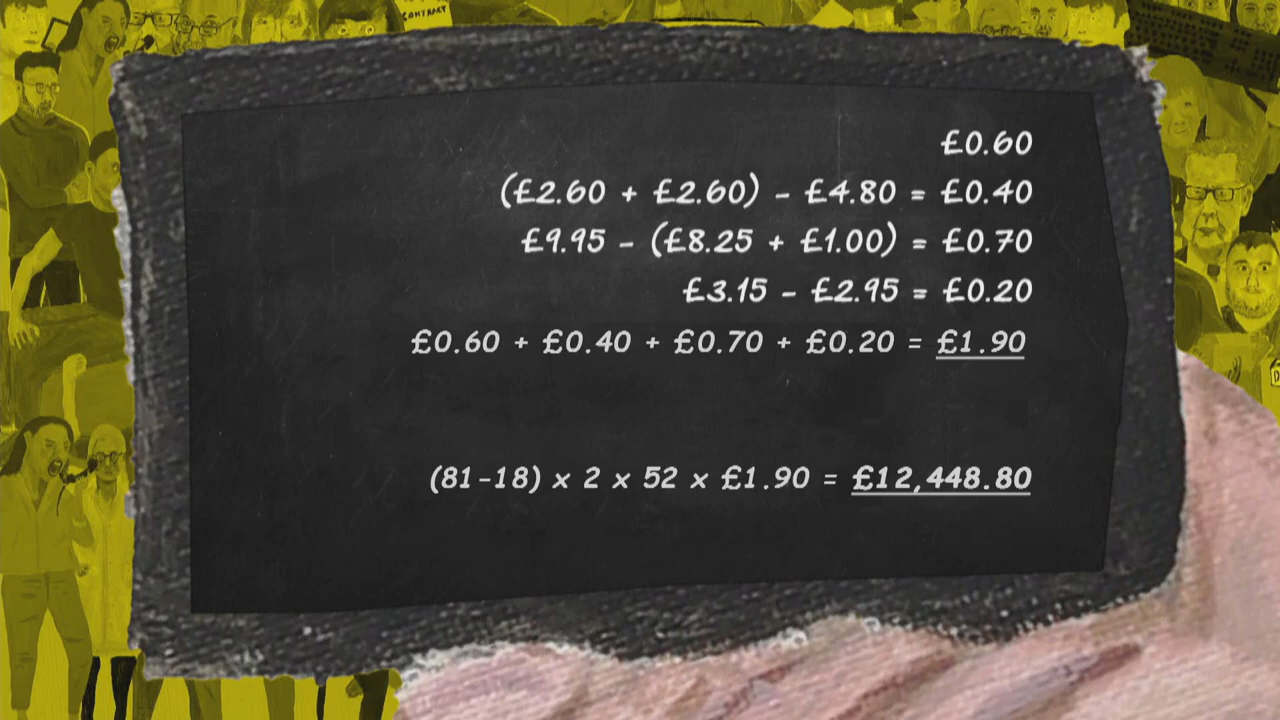 CONTRACT
£0.60
(£2.60 + £2.60) - £4.80 = £0.40
£9.95 - (£8.25 + £1.00) = £0.70
£3.15 - £2.95 = £0.20
£0.60 + £0.40 + £0.70 + £0.20 = £1.90
(81-18) x 2 x 52 x £1.90 = £12,448.80